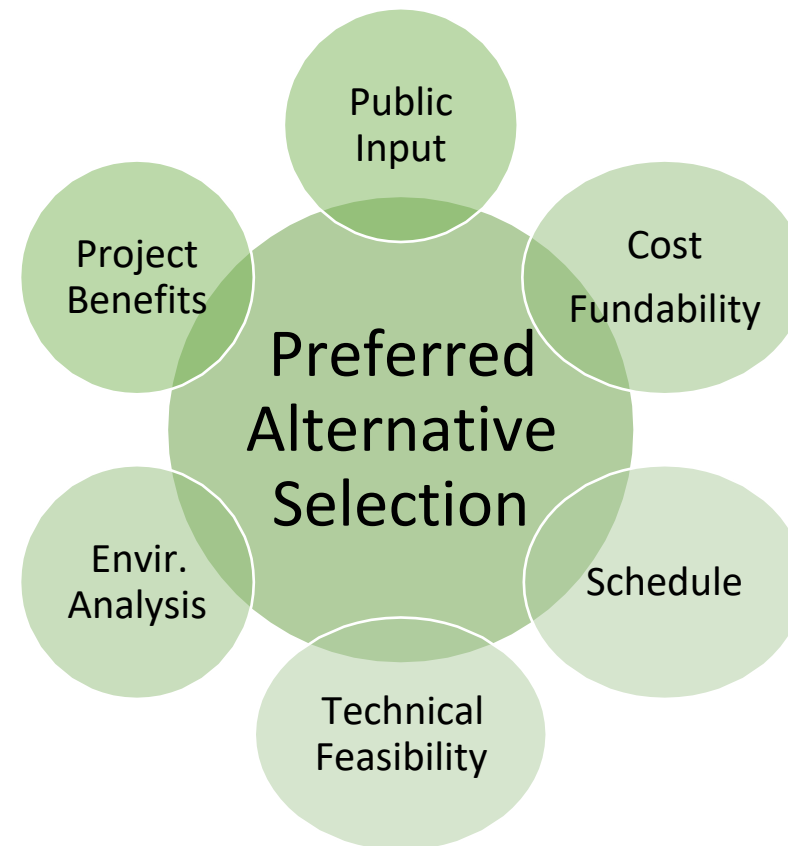 Public
Input
Project
Benefits
Cost
Fundability
Preferred
Alternative
Selection
Envir.
Analysis
Schedule
Technical
Feasibility